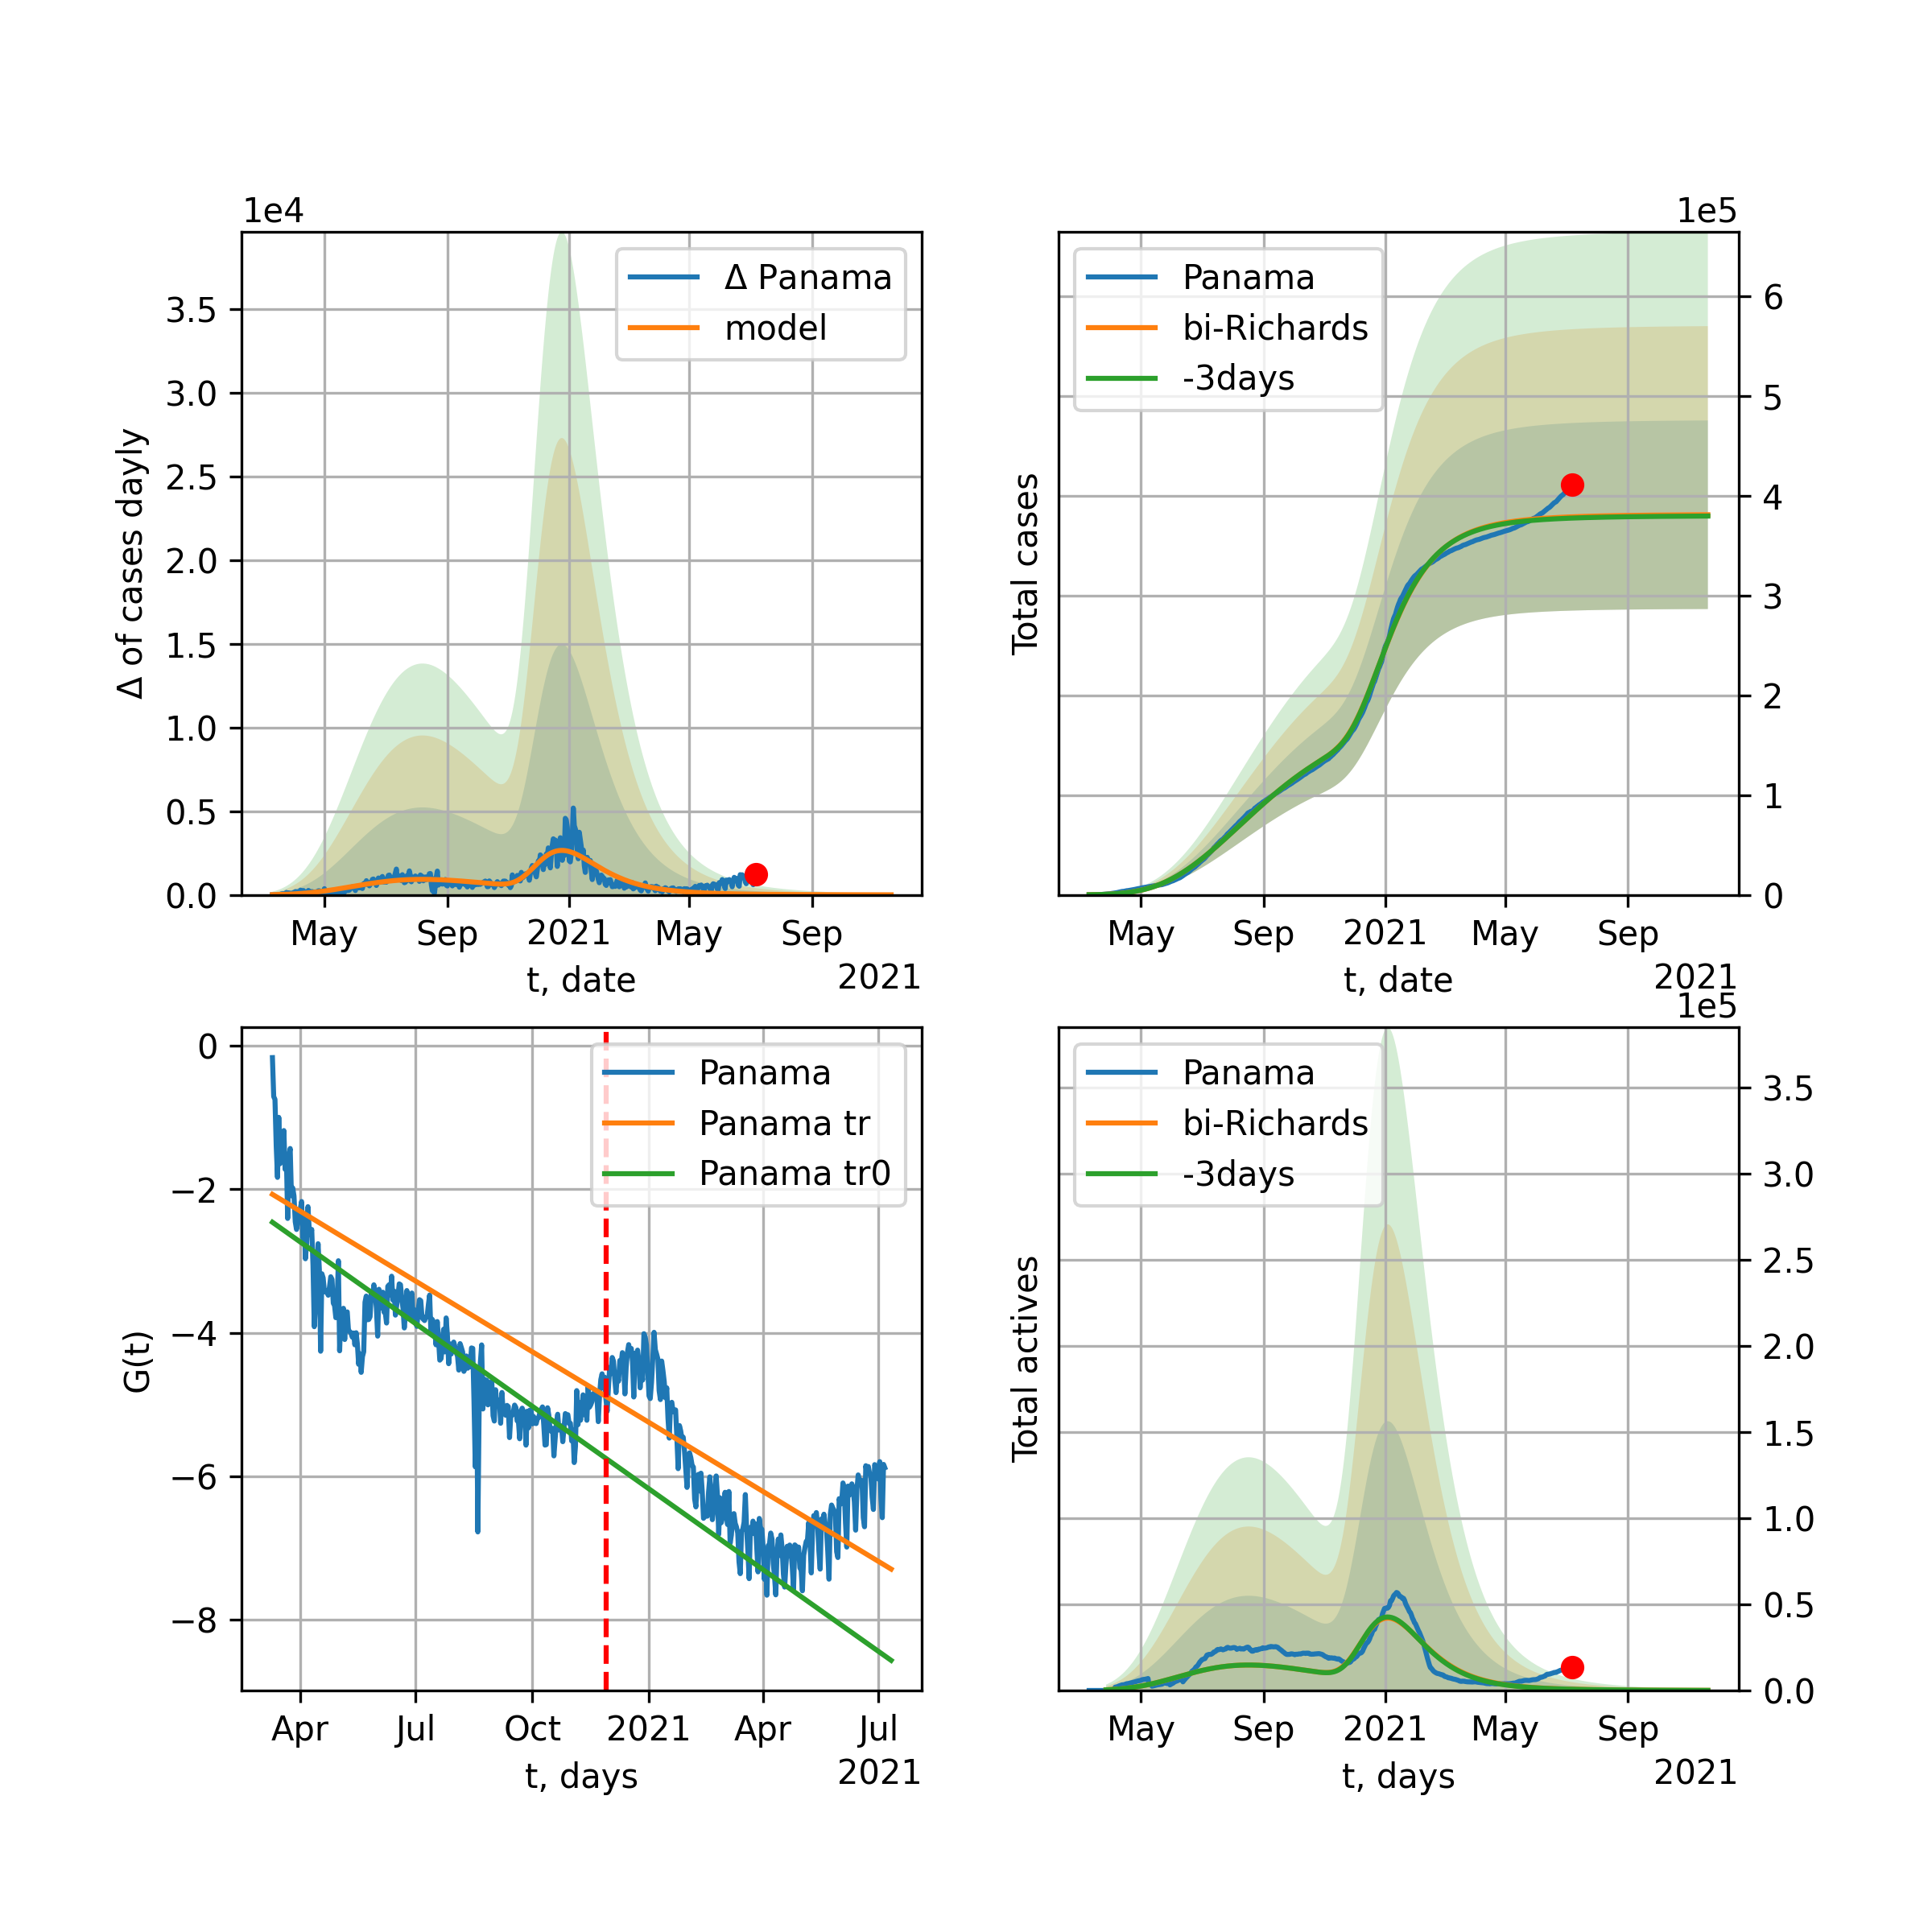 1e4
Δ of cases dayly
3.5
3.0
2.5
2.0
1.5
1.0
0.5
0.0
Δ Panama
model
May Sep 2021 May Sep
t, date
2021
1e5
Total cases
Panama
bi-Richards
-3days
6
5
4
3
2
1
0
May Sep 2021 May Sep
t, date
2021
G(t)
0
−2
−4
−6
−8
Panama
Panama tr
Panama tr0
Apr Jul Oct 2021 Apr Jul
t, days
2021
1e5
Total actives
Panama
bi-Richards
-3days
3.5
3.0
2.5
2.0
1.5
1.0
0.5
0.0
May Sep 2021 May Sep
t, days
2021